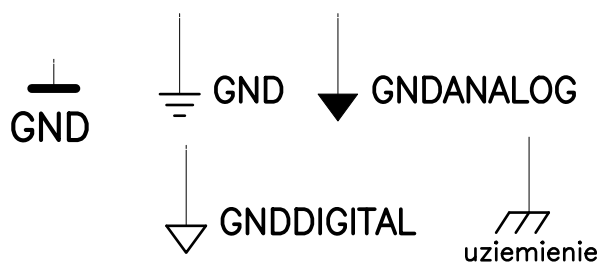 GND
GND
GNDANALOG
GNDDIGITAL
uziemienie